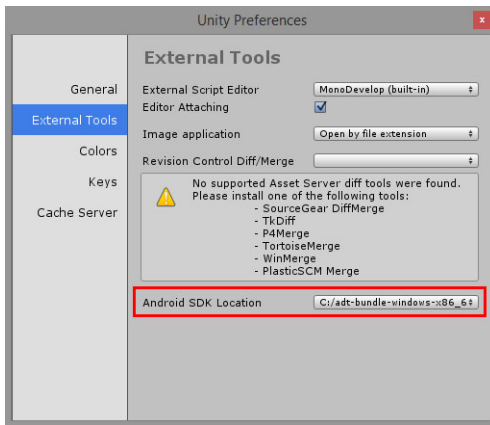 Unity Preferences
x
General
External Tools
Colors
Keys
Cache Server
External Tools
External Script Editor MonoDevelop (built-in)
Editor Attaching
Image application Open by file extension
Revision Control Diff/Merge
No supported Asset Server diff tools were found.
Please install one of the following tools:
- SourceGear DiffMerge
- TkDiff
- P4Merge
- TortoiseMerge
- WinMerge
- PlasticSCM Merge
Android SDK Location C:/adt-bundle-windows-x86_6